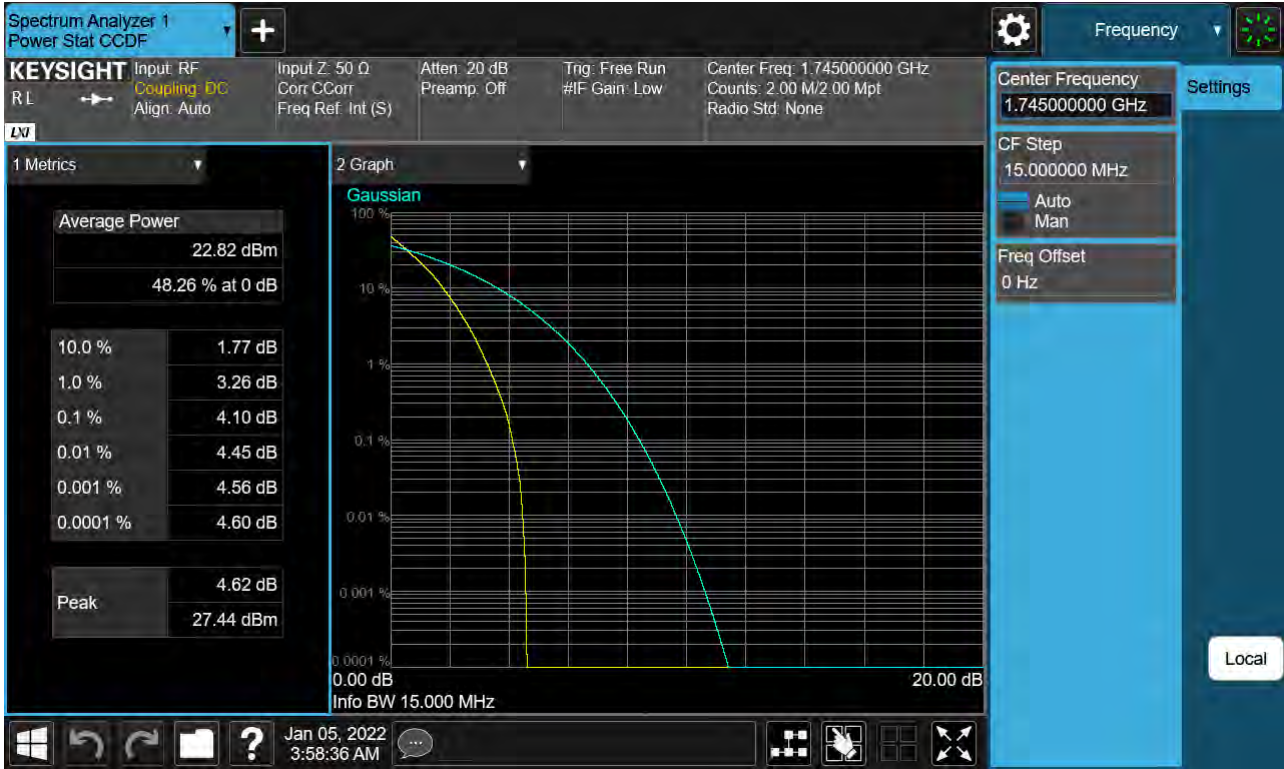 Spectrum Analyzer 1
Power Stat CCDF
+
Frequency
KEYSIGHT
R L
LXI
Input: RF
Coupling: DC
Align: Auto
Input Z: 50 Ω
Corr CCorr
Freq Ref: Int (S)
Atten: 20 dB
Preamp: Off
Trig: Free Run
#IF Gain: Low
Center Freq: 1.745000000 GHz
Counts: 2.00 M/2.00 Mpt
Radio Std: None
Center Frequency
1.745000000 GHz
Settings
CF Step
15.000000 MHz
Auto
Man
Freq Offset
0 Hz
Local
1 Metrics
Average Power
22.82 dBm
48.26 % at 0 dB
10.0 % 1.77 dB
1.0 % 3.26 dB
0.1 % 4.10 dB
0.01 % 4.45 dB
0.001 % 4.56 dB
0.0001 % 4.60 dB
Peak
4.62 dB
27.44 dBm
2 Graph
Gaussian
100 %
10 %
1 %
0.1 %
0.01 %
0.001 %
0.0001 %
0.00 dB 20.00 dB
Info BW 15.000 MHz
?
Jan 05, 2022
3:58:36 AM